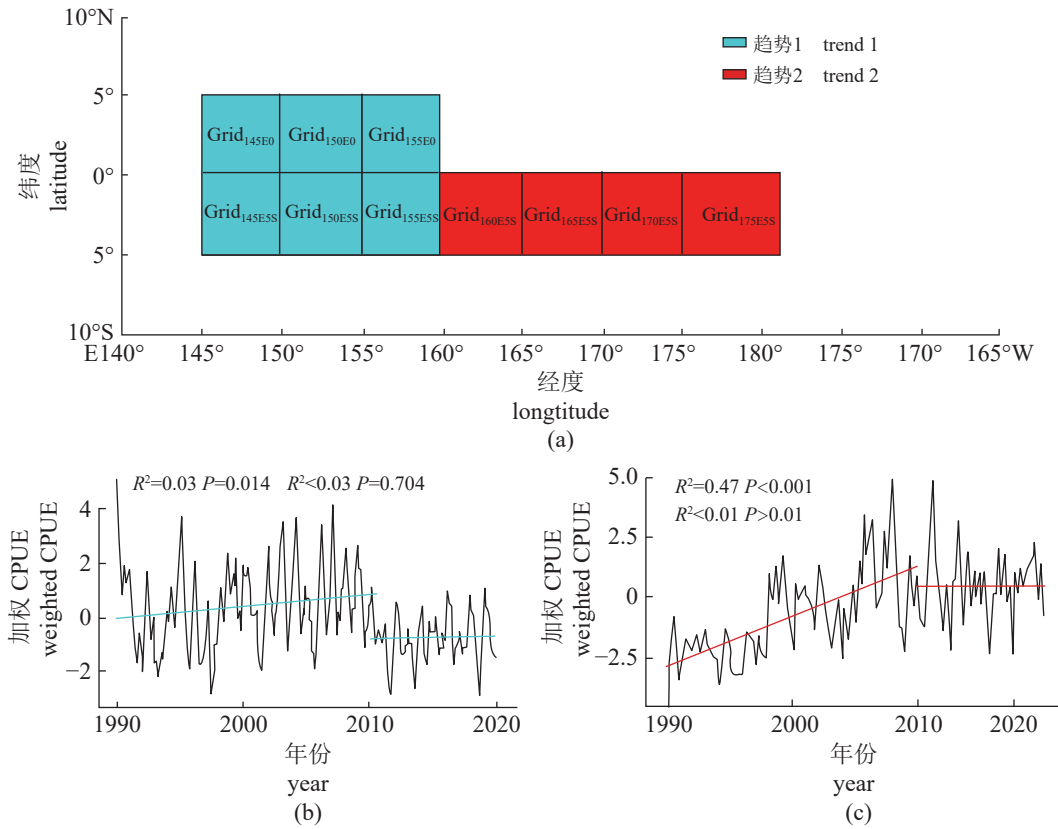 10°N
趋势1 trend 1
趋势2 trend 2
5°
Grid145E0 Grid150E0 Grid155E0
纬度
latitude
0°
Grid145E5S Grid150E5S Grid155E5S Grid160E5S Grid165E5S Grid170E5S Grid175E5S
5°
10°S
E140° 145° 150° 155° 160° 165° 170° 175° 180° 175° 170° 165°W
经度
longtitude
(a)
R²=0.03 P=0.014 R²<0.03 P=0.704
加权 CPUE
weighted CPUE
4
2
0
−2
1990 2000 2010 2020
年份
year
(b)
5.0
R²=0.47 P<0.001
R²<0.01 P>0.01
加权 CPUE
weighted CPUE
2.5
0
−2.5
1990 2000 2010 2020
年份
year
(c)